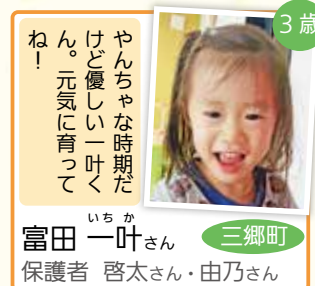 3歳
やんちゃな時期だ
けど優しい一叶く
ん。元気に育って
ね！
いちか
富田 一叶さん
三郷町
保護者 啓太さん・由乃さん